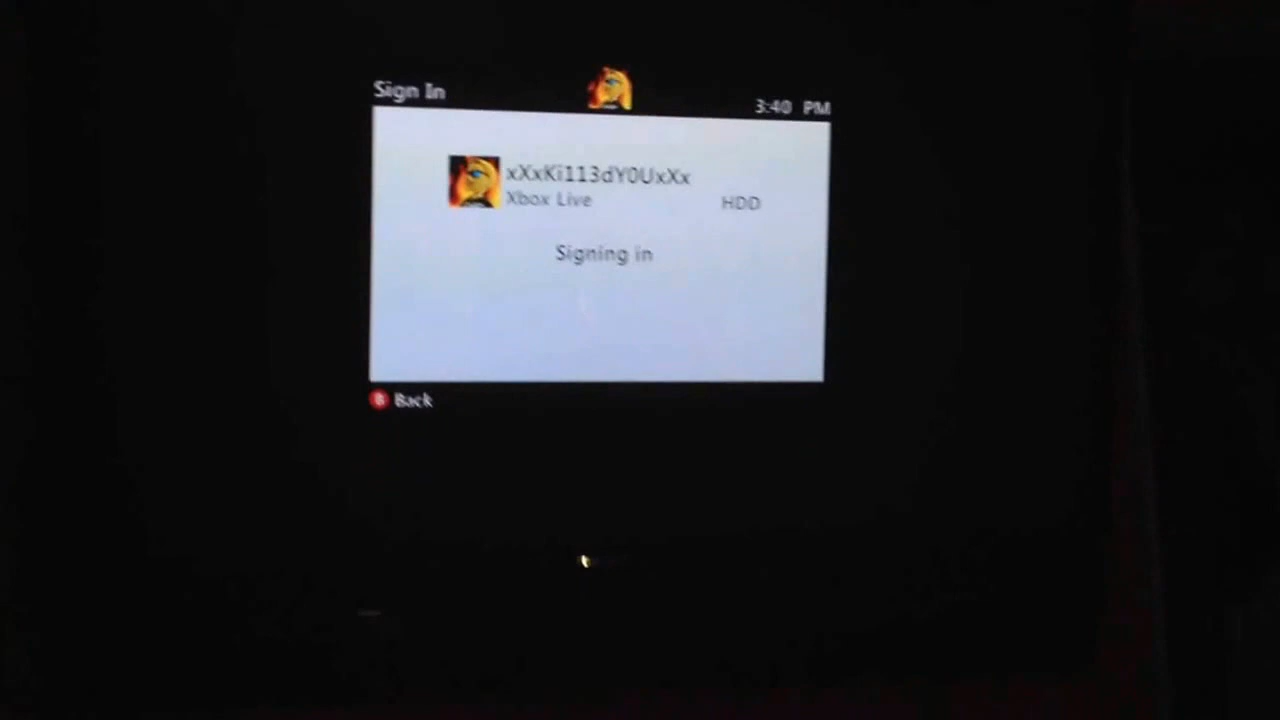 Sign In
3:40 PM
xXxKi113dY0UxXx
Xbox Live
HDD
Signing in
B Back